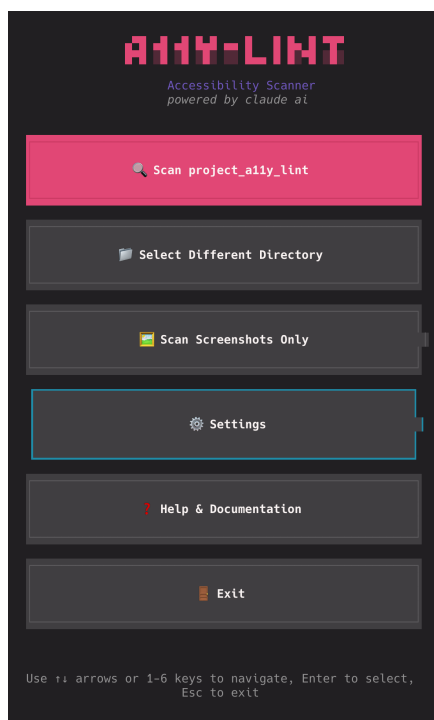 A11Y-LINT
Accessibility Scanner
powered by claude ai
🔍 Scan project_a11y_lint
📁 Select Different Directory
🖼️ Scan Screenshots Only
⚙️ Settings
❓ Help & Documentation
🚪 Exit
Use ↑↓ arrows or 1-6 keys to navigate, Enter to select,
Esc to exit